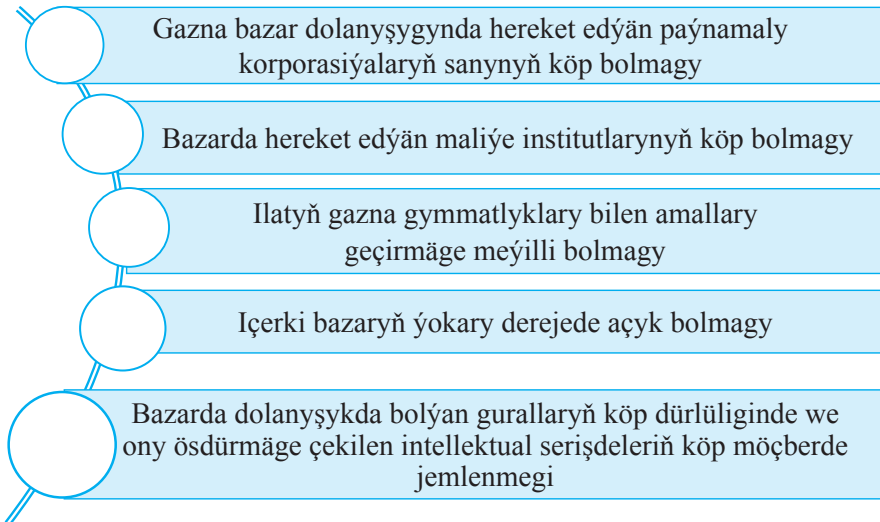 Gazna bazar dolanyşygynda hereket edýän paýnamaly
korporasiýalaryň sanynyň köp bolmagy
Bazarda hereket edýän maliýe institutlarynyň köp bolmagy
Ilatyň gazna gymmatlyklary bilen amallary
geçirmäge meýilli bolmagy
Içerki bazaryň ýokary derejede açyk bolmagy
Bazarda dolanyşykda bolýan gurallaryň köp dürlüliginde we
ony ösdürmäge çekilen intellektual serişdeleriň köp möçberde
jemlenmegi